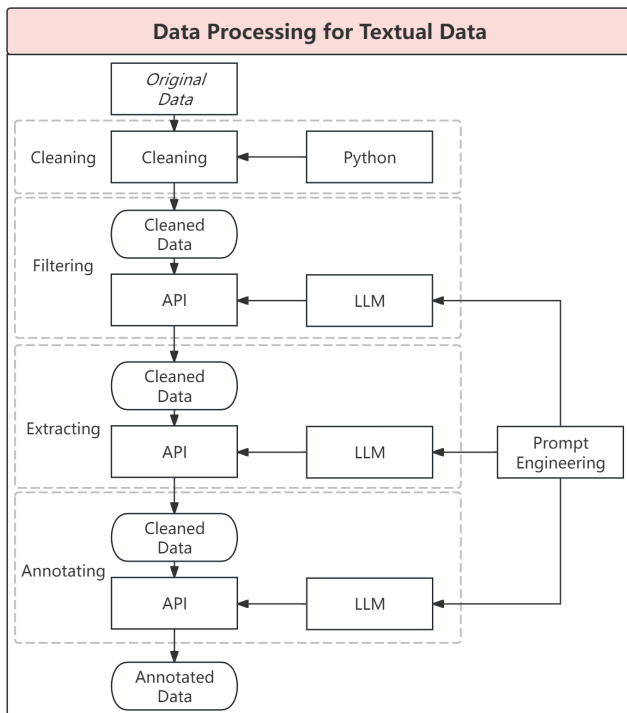 Data Processing for Textual Data
Original
Data
Cleaning
Cleaning
Python
Cleaned
Data
Filtering
API
LLM
Cleaned
Data
Extracting
API
LLM
Prompt
Engineering
Cleaned
Data
Annotating
API
LLM
Annotated
Data